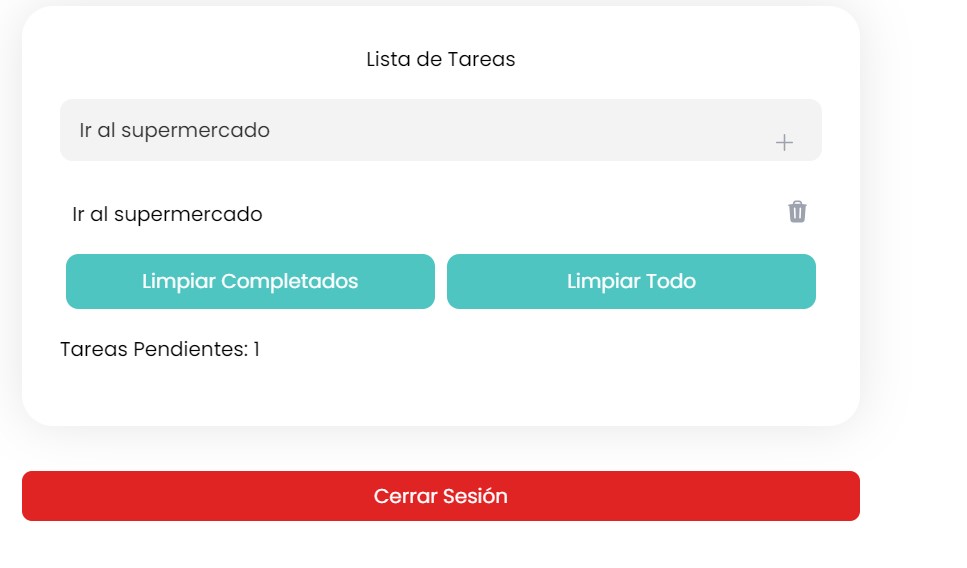 Lista de Tareas
Ir al supermercado
Ir al supermercado
Limpiar Completados
Limpiar Todo
Tareas Pendientes: 1
Cerrar Sesión